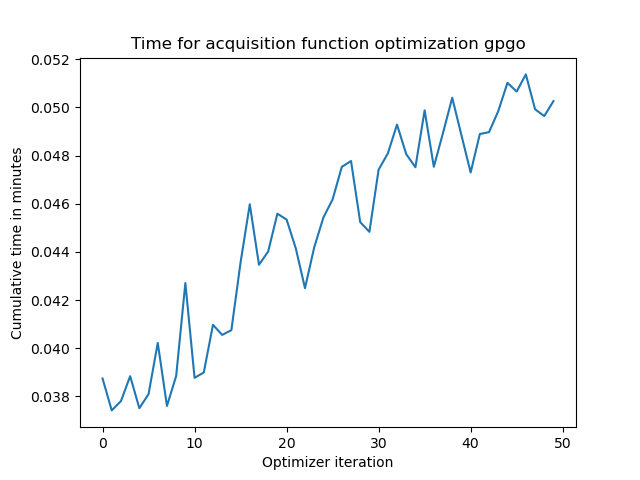 Time for acquisition function optimization gpgo
0.052
0.050
0.048
0.046
0.044
0.042
0.040
0.038
Cumulative time in minutes
0 10 20 30 40 50
Optimizer iteration